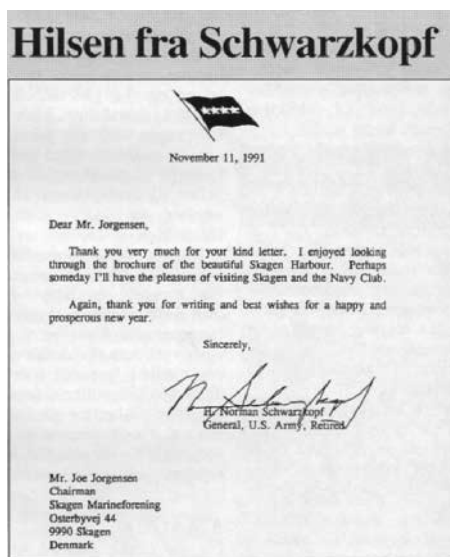 Hilsen fra Schwarzkopf
November 11, 1991
Dear Mr. Jorgensen,
Thank you very much for your kind letter. I enjoyed looking
through the brochure of the beautiful Skagen Harbour. Perhaps
someday I'll have the pleasure of visiting Skagen and the Navy Club.
Again, thank you for writing and best wishes for a happy and
prosperous new year.
Sincerely,
H. Norman Schwarzkopf
General, U.S. Army, Retired
Mr. Joe Jorgensen
Chairman
Skagen Marineforening
Osterbyvej 44
9990 Skagen
Denmark